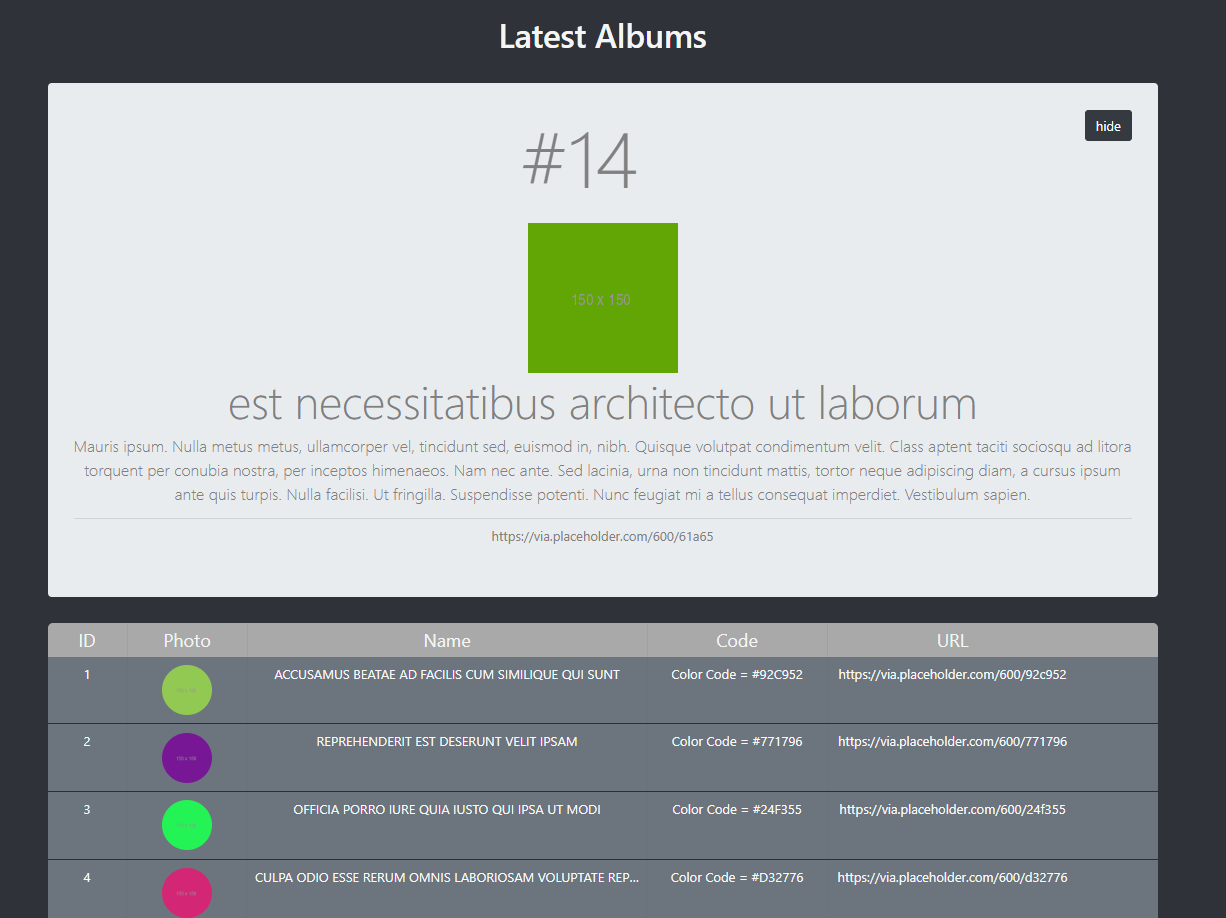 Latest Albums
hide
#14
150 x 150
est necessitatibus architecto ut laborum
Mauris ipsum. Nulla metus metus, ullamcorper vel, tincidunt sed, euismod in, nibh. Quisque volutpat condimentum velit. Class aptent taciti sociosqu ad litora
torquent per conubia nostra, per inceptos himenaeos. Nam nec ante. Sed lacinia, urna non tincidunt mattis, tortor neque adipiscing diam, a cursus ipsum
ante quis turpis. Nulla facilisi. Ut fringilla. Suspendisse potenti. Nunc feugiat mi a tellus consequat imperdiet. Vestibulum sapien.
https://via.placeholder.com/600/61a65
ID Photo Name Code URL
1 ACCUSAMUS BEATAE AD FACILIS CUM SIMILIQUE QUI SUNT Color Code = #92C952 https://via.placeholder.com/600/92c952
2 REPREHENDERIT EST DESERUNT VELIT IPSAM Color Code = #771796 https://via.placeholder.com/600/771796
3 OFFICIA PORRO IURE QUIA IUSTO QUI IPSA UT MODI Color Code = #24F355 https://via.placeholder.com/600/24f355
4 CULPA ODIO ESSE RERUM OMNIS LABORIOSAM VOLUPTATE REP... Color Code = #D32776 https://via.placeholder.com/600/d32776